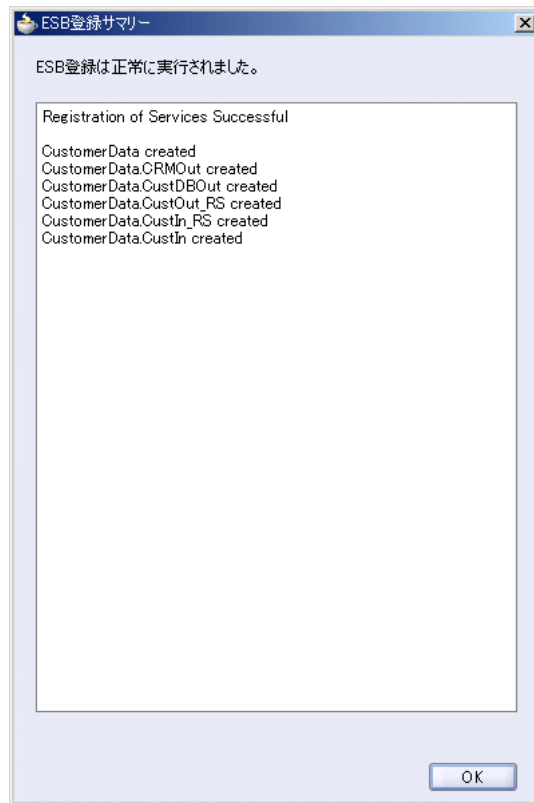 ESB登録サマリー
ESB登録は正常に実行されました。
Registration of Services Successful
CustomerData created
CustomerData.CRMOut created
CustomerData.CustDBOut created
CustomerData.CustOut_RS created
CustomerData.CustIn_RS created
CustomerData.CustIn created
OK